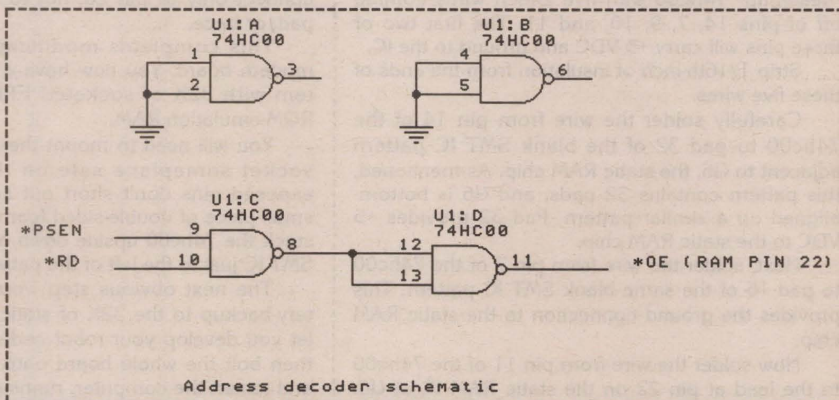 U1:B
74HC00
U1:A
74HC00
1
2
3
4
5
6
U1:C
74HC00
*PSEN
9
*RD
10
8
U1:D
74HC00
12
13
11
*OE (RAM PIN 22)
Address decoder schematic